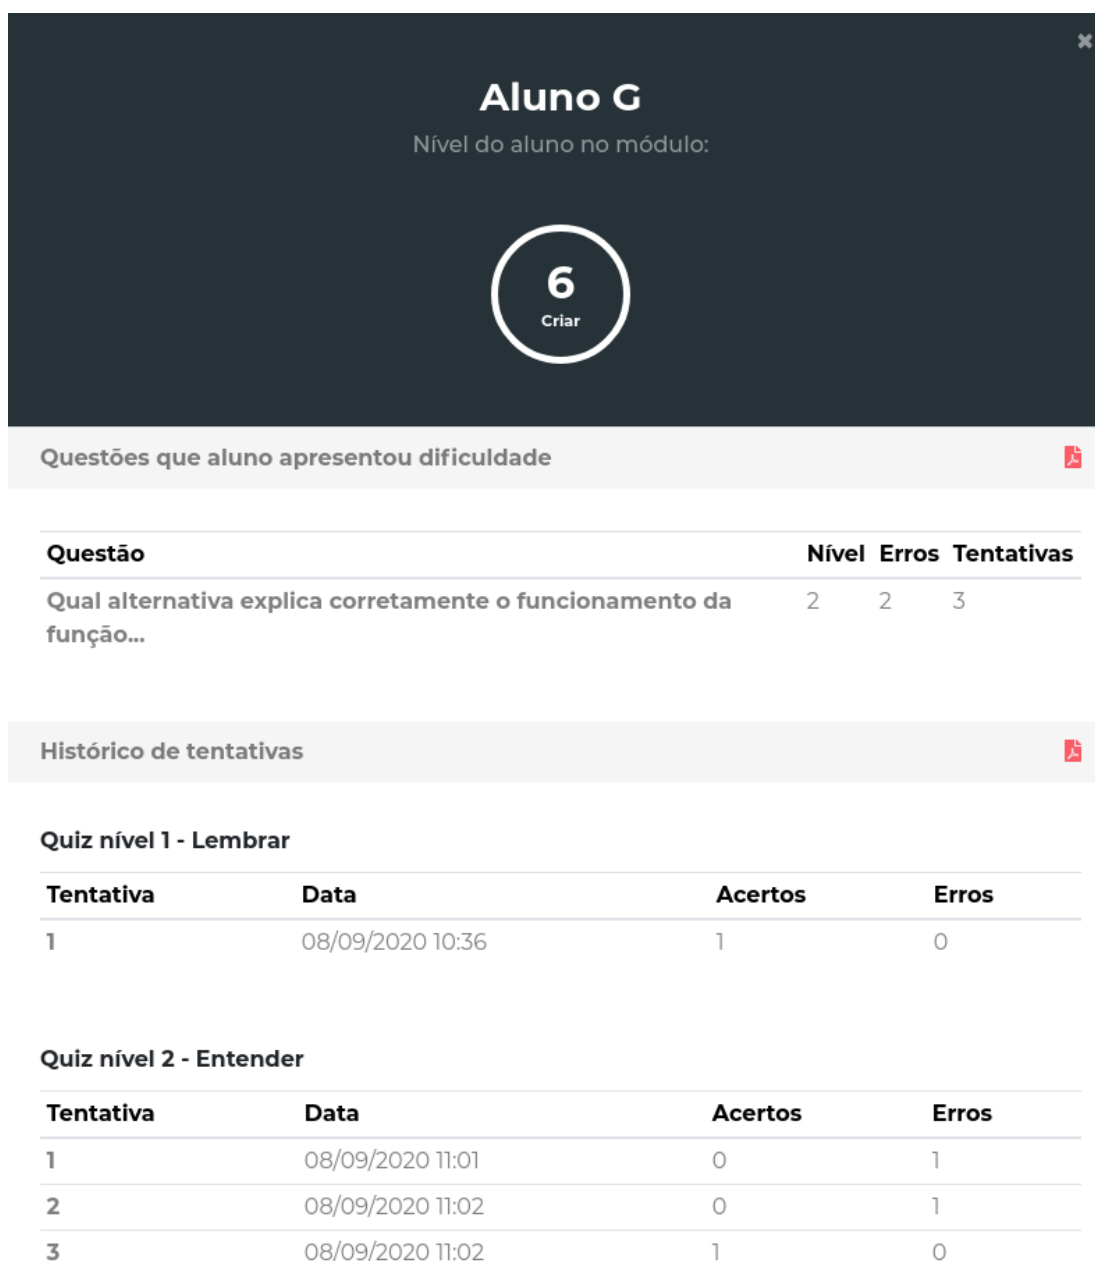 Aluno G
Nível do aluno no módulo:
6
Criar
Questões que aluno apresentou dificuldade
Questão Nível Erros Tentativas
Qual alternativa explica corretamente o funcionamento da 2 2 3
função...
Histórico de tentativas
Quiz nível 1 - Lembrar
Tentativa Data Acertos Erros
1 08/09/2020 10:36 1 0
Quiz nível 2 - Entender
Tentativa Data Acertos Erros
1 08/09/2020 11:01 0 1
2 08/09/2020 11:02 0 1
3 08/09/2020 11:02 1 0